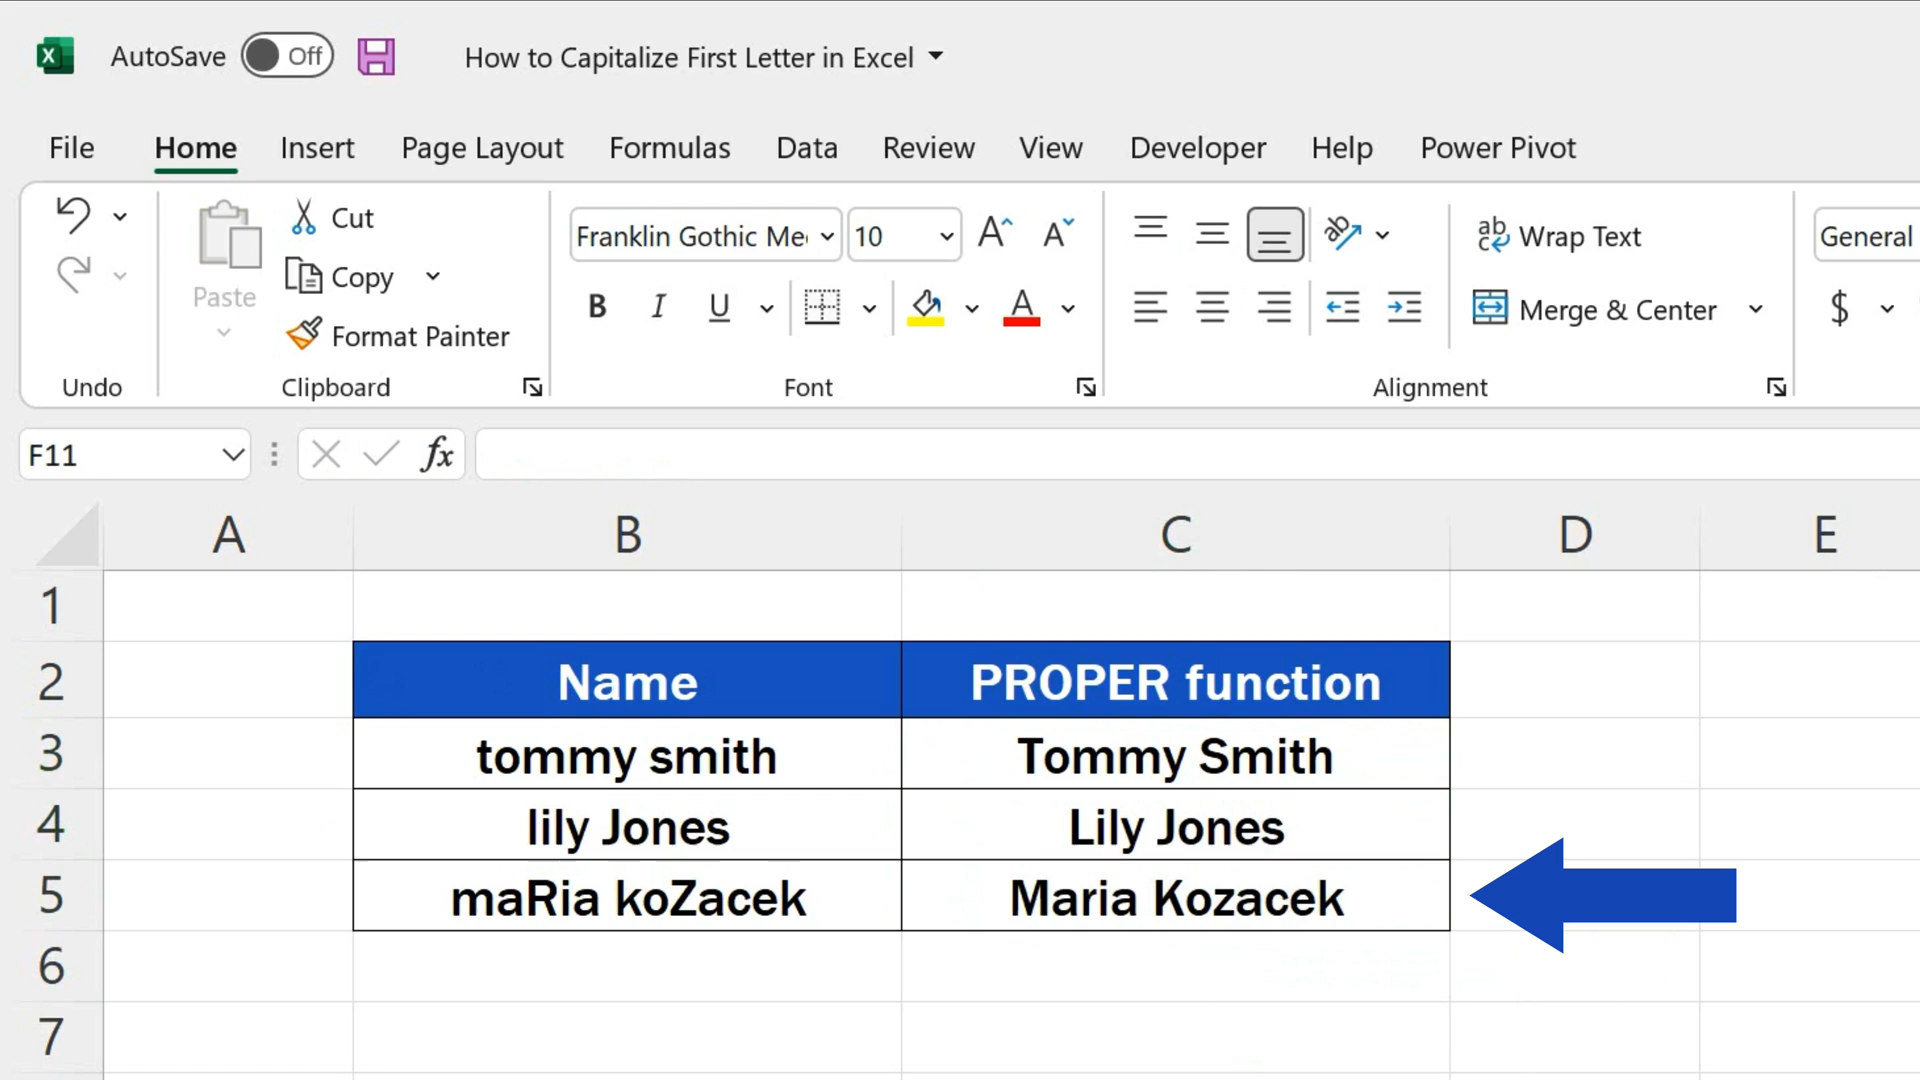 AutoSave Off How to Capitalize First Letter in Excel
File Home Insert Page Layout Formulas Data Review View Developer Help Power Pivot
Paste Cut
Copy
Format Painter
Franklin Gothic Me 10
B I U A
Wrap Text
Merge & Center
General
$
Undo Clipboard Font Alignment
F11 fx
A B C D E
1
2 Name PROPER function
3 tommy smith Tommy Smith
4 lily Jones Lily Jones
5 maRia koZacek Maria Kozacek
6
7